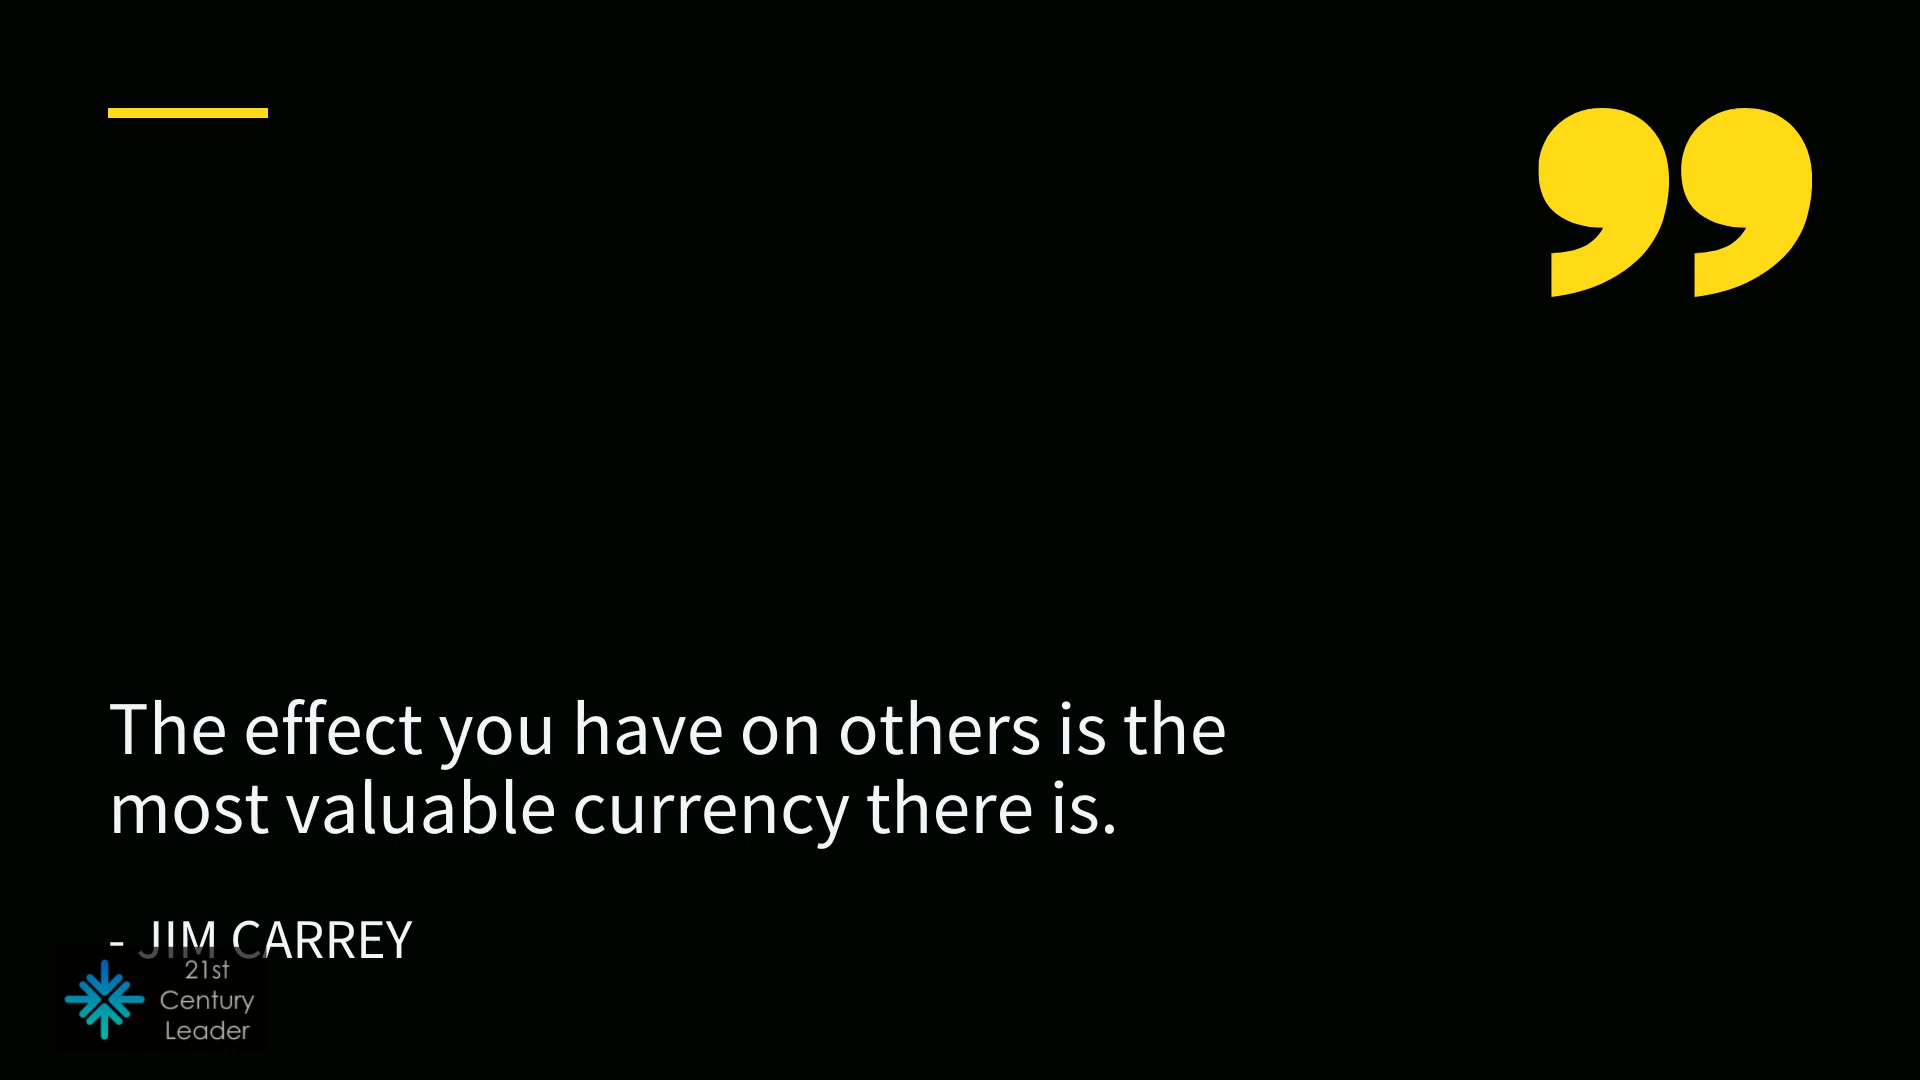 The effect you have on others is the
most valuable currency there is.
- JIM CARREY
21st
Century
Leader